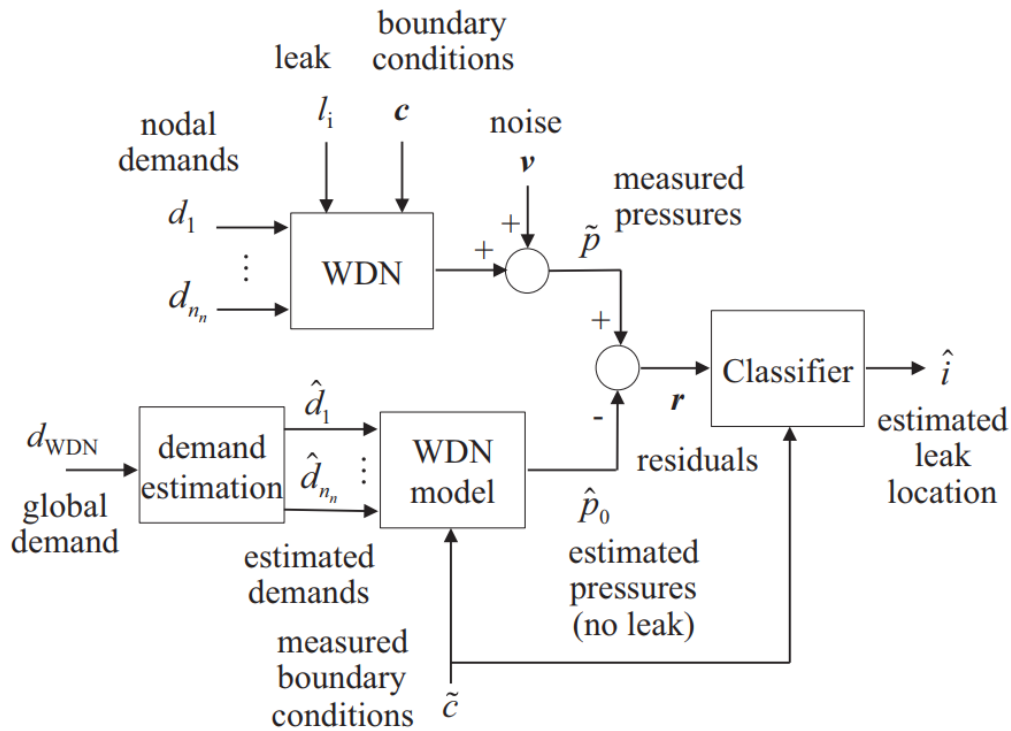 boundary
conditions
leak
l_i
c
noise
v
nodal
demands
measured
pressures
d_1
⋮
d_{n_n}
WDN
+
+
p̃
+
-
r
Classifier
î
residuals
estimated
leak
location
d_WDN
global
demand
demand
estimation
d̂_1
⋮
d̂_{n_n}
estimated
demands
WDN
model
p̂_0
estimated
pressures
(no leak)
measured
boundary
conditions
c̃